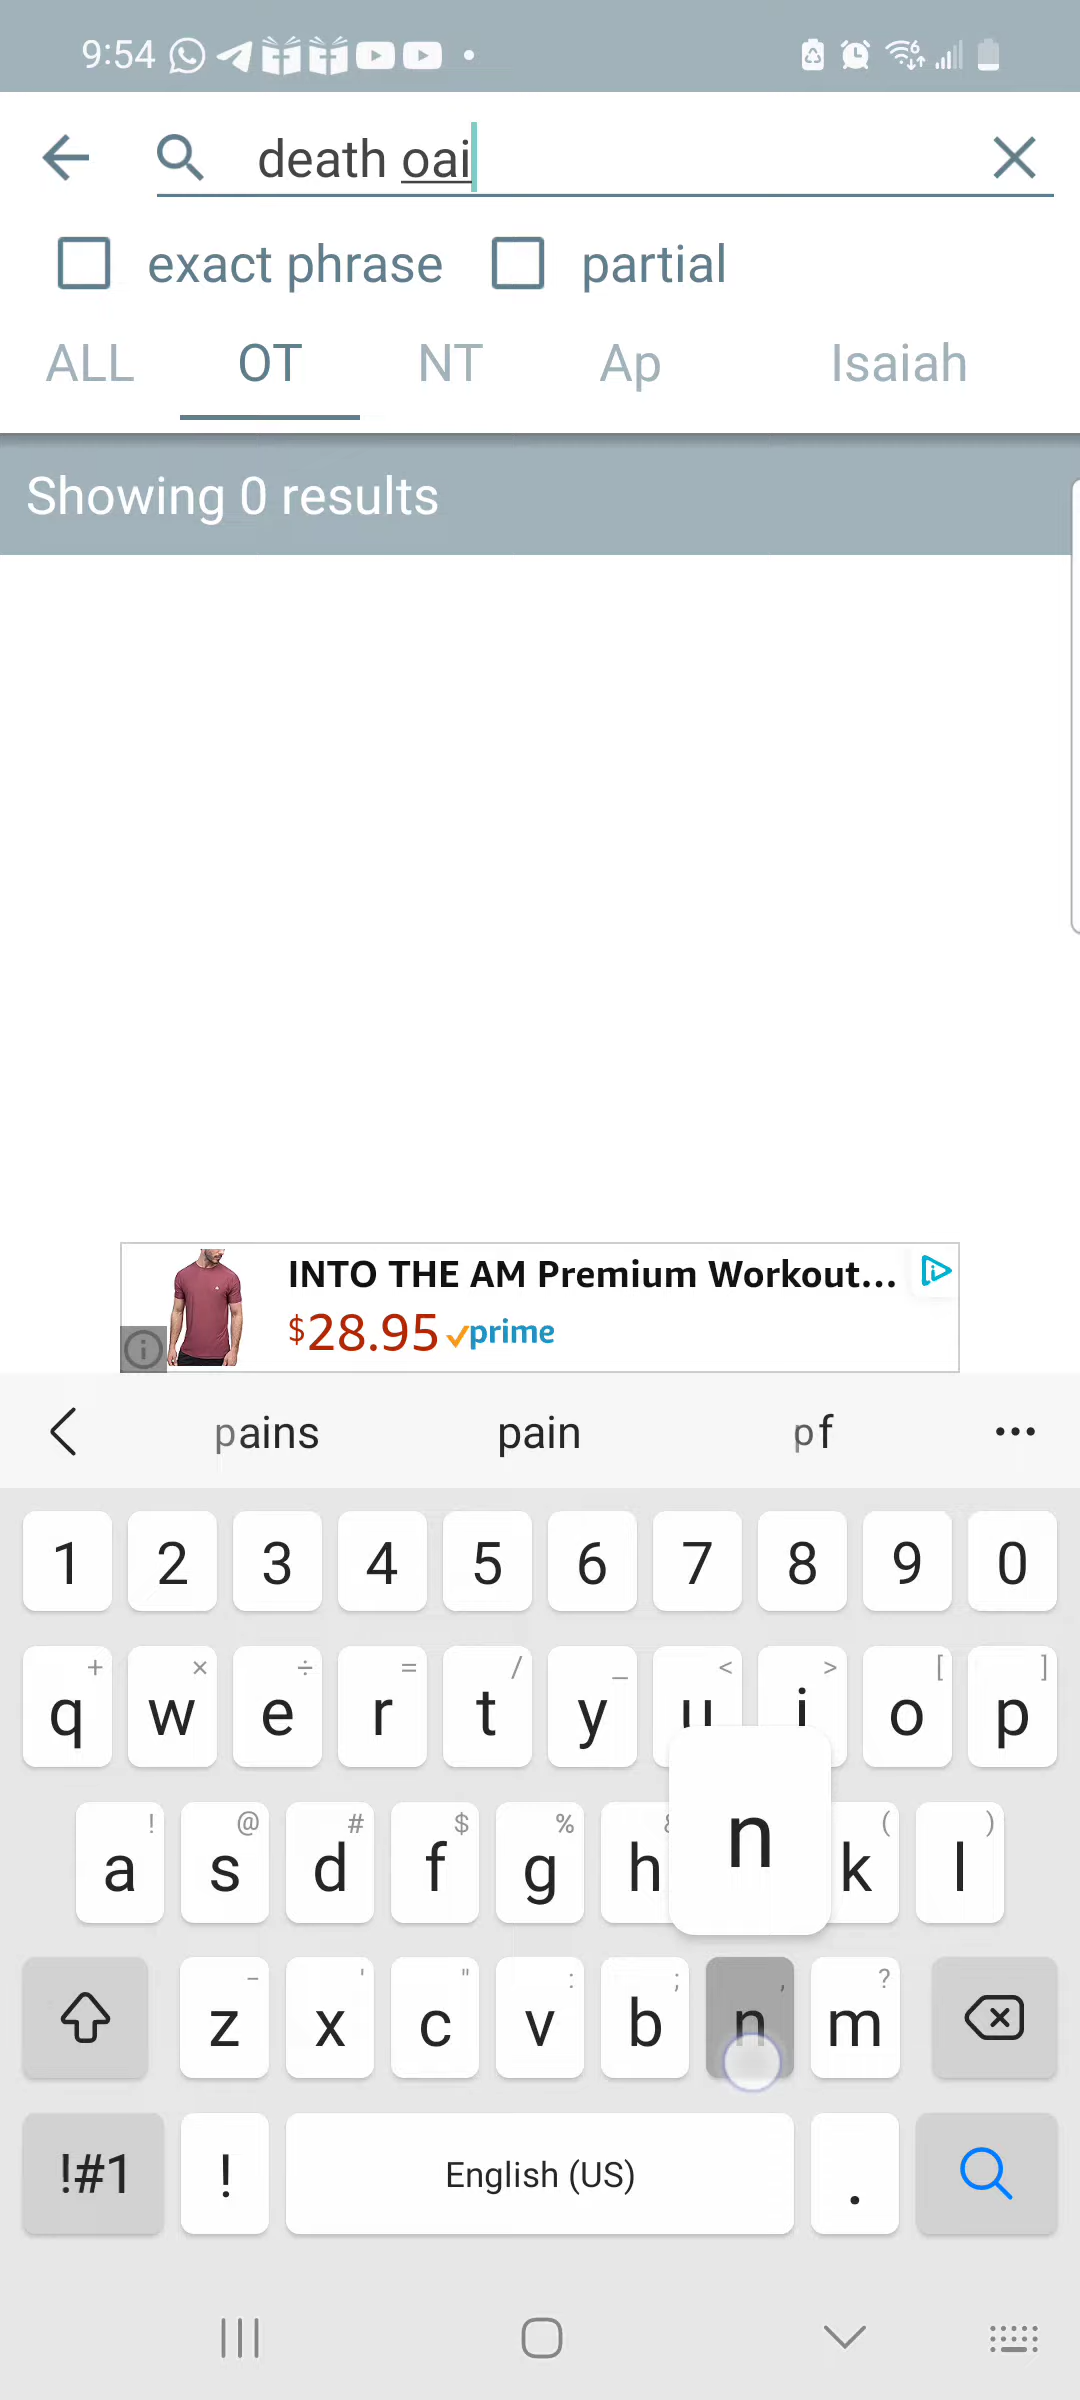 9:54
death oai
exact phrase partial
ALL OT NT Ap Isaiah
Showing 0 results
INTO THE AM Premium Workout...
$28.95 prime
pains pain pf ...
1 2 3 4 5 6 7 8 9 0
+ × ÷ = / _ < > [ ]
q w e r t y u i o p
! @ # $ % ( )
a s d f g h n k l
- ' " : ; , ?
z x c v b n m
!#1 ! English (US) .